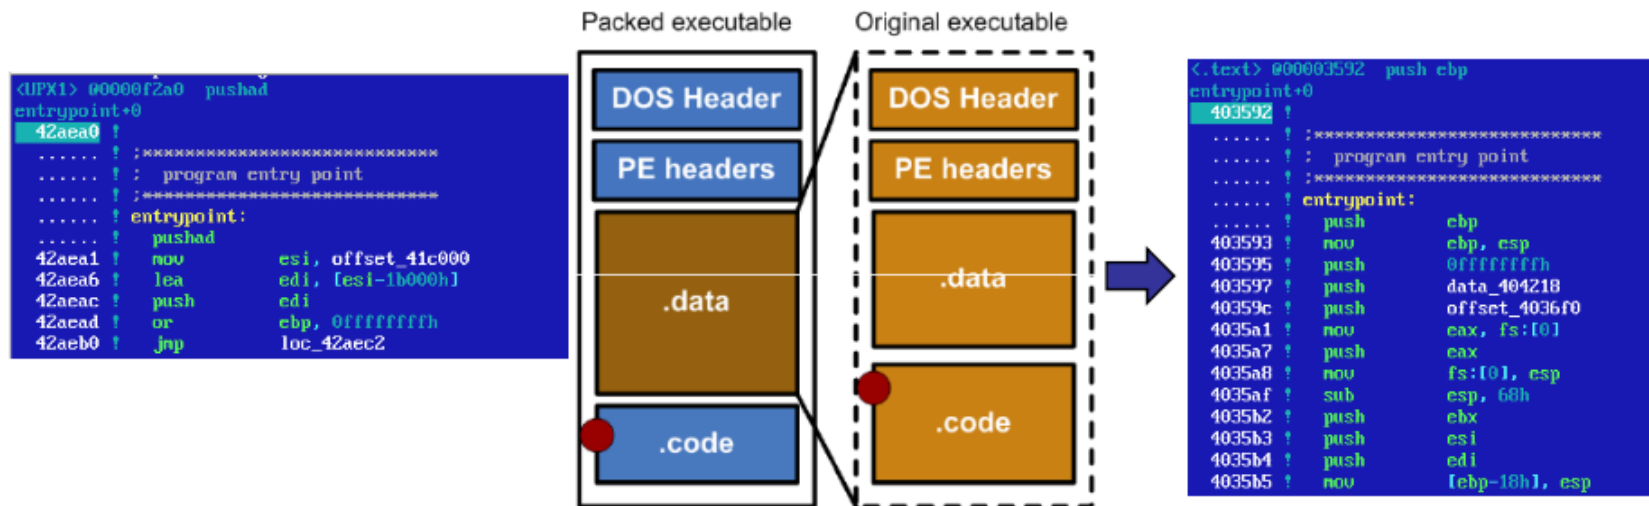 Packed executable
Original executable
<UPX1> @0000f2a0 pushad
entrypoint+0
42aea0 !
...... ! ;****************************
...... ! ; program entry point
...... ! ;****************************
...... ! entrypoint:
...... ! pushad
42aea1 ! mov esi, offset_41c000
42aea6 ! lea edi, [esi-1b000h]
42aeac ! push edi
42aead ! or ebp, 0ffffffffh
42aeb0 ! jmp loc_42aec2
DOS Header
PE headers
.data
.code
DOS Header
PE headers
.data
.code
<.text> @00003592 push ebp
entrypoint+0
403592 !
...... ! ;****************************
...... ! ; program entry point
...... ! ;****************************
...... ! entrypoint:
...... ! push ebp
403593 ! mov ebp, esp
403595 ! push 0ffffffffh
403597 ! push data_404218
40359c ! push offset_4036f0
4035a1 ! mov eax, fs:[0]
4035a7 ! push eax
4035a8 ! mov fs:[0], esp
4035af ! sub esp, 68h
4035b2 ! push ebx
4035b3 ! push esi
4035b4 ! push edi
4035b5 ! mov [ebp-18h], esp